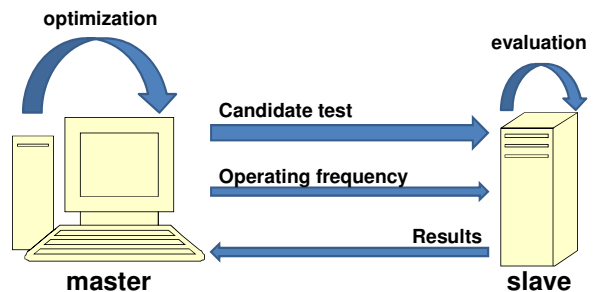 optimization
evaluation
Candidate test
Operating frequency
Results
master
slave